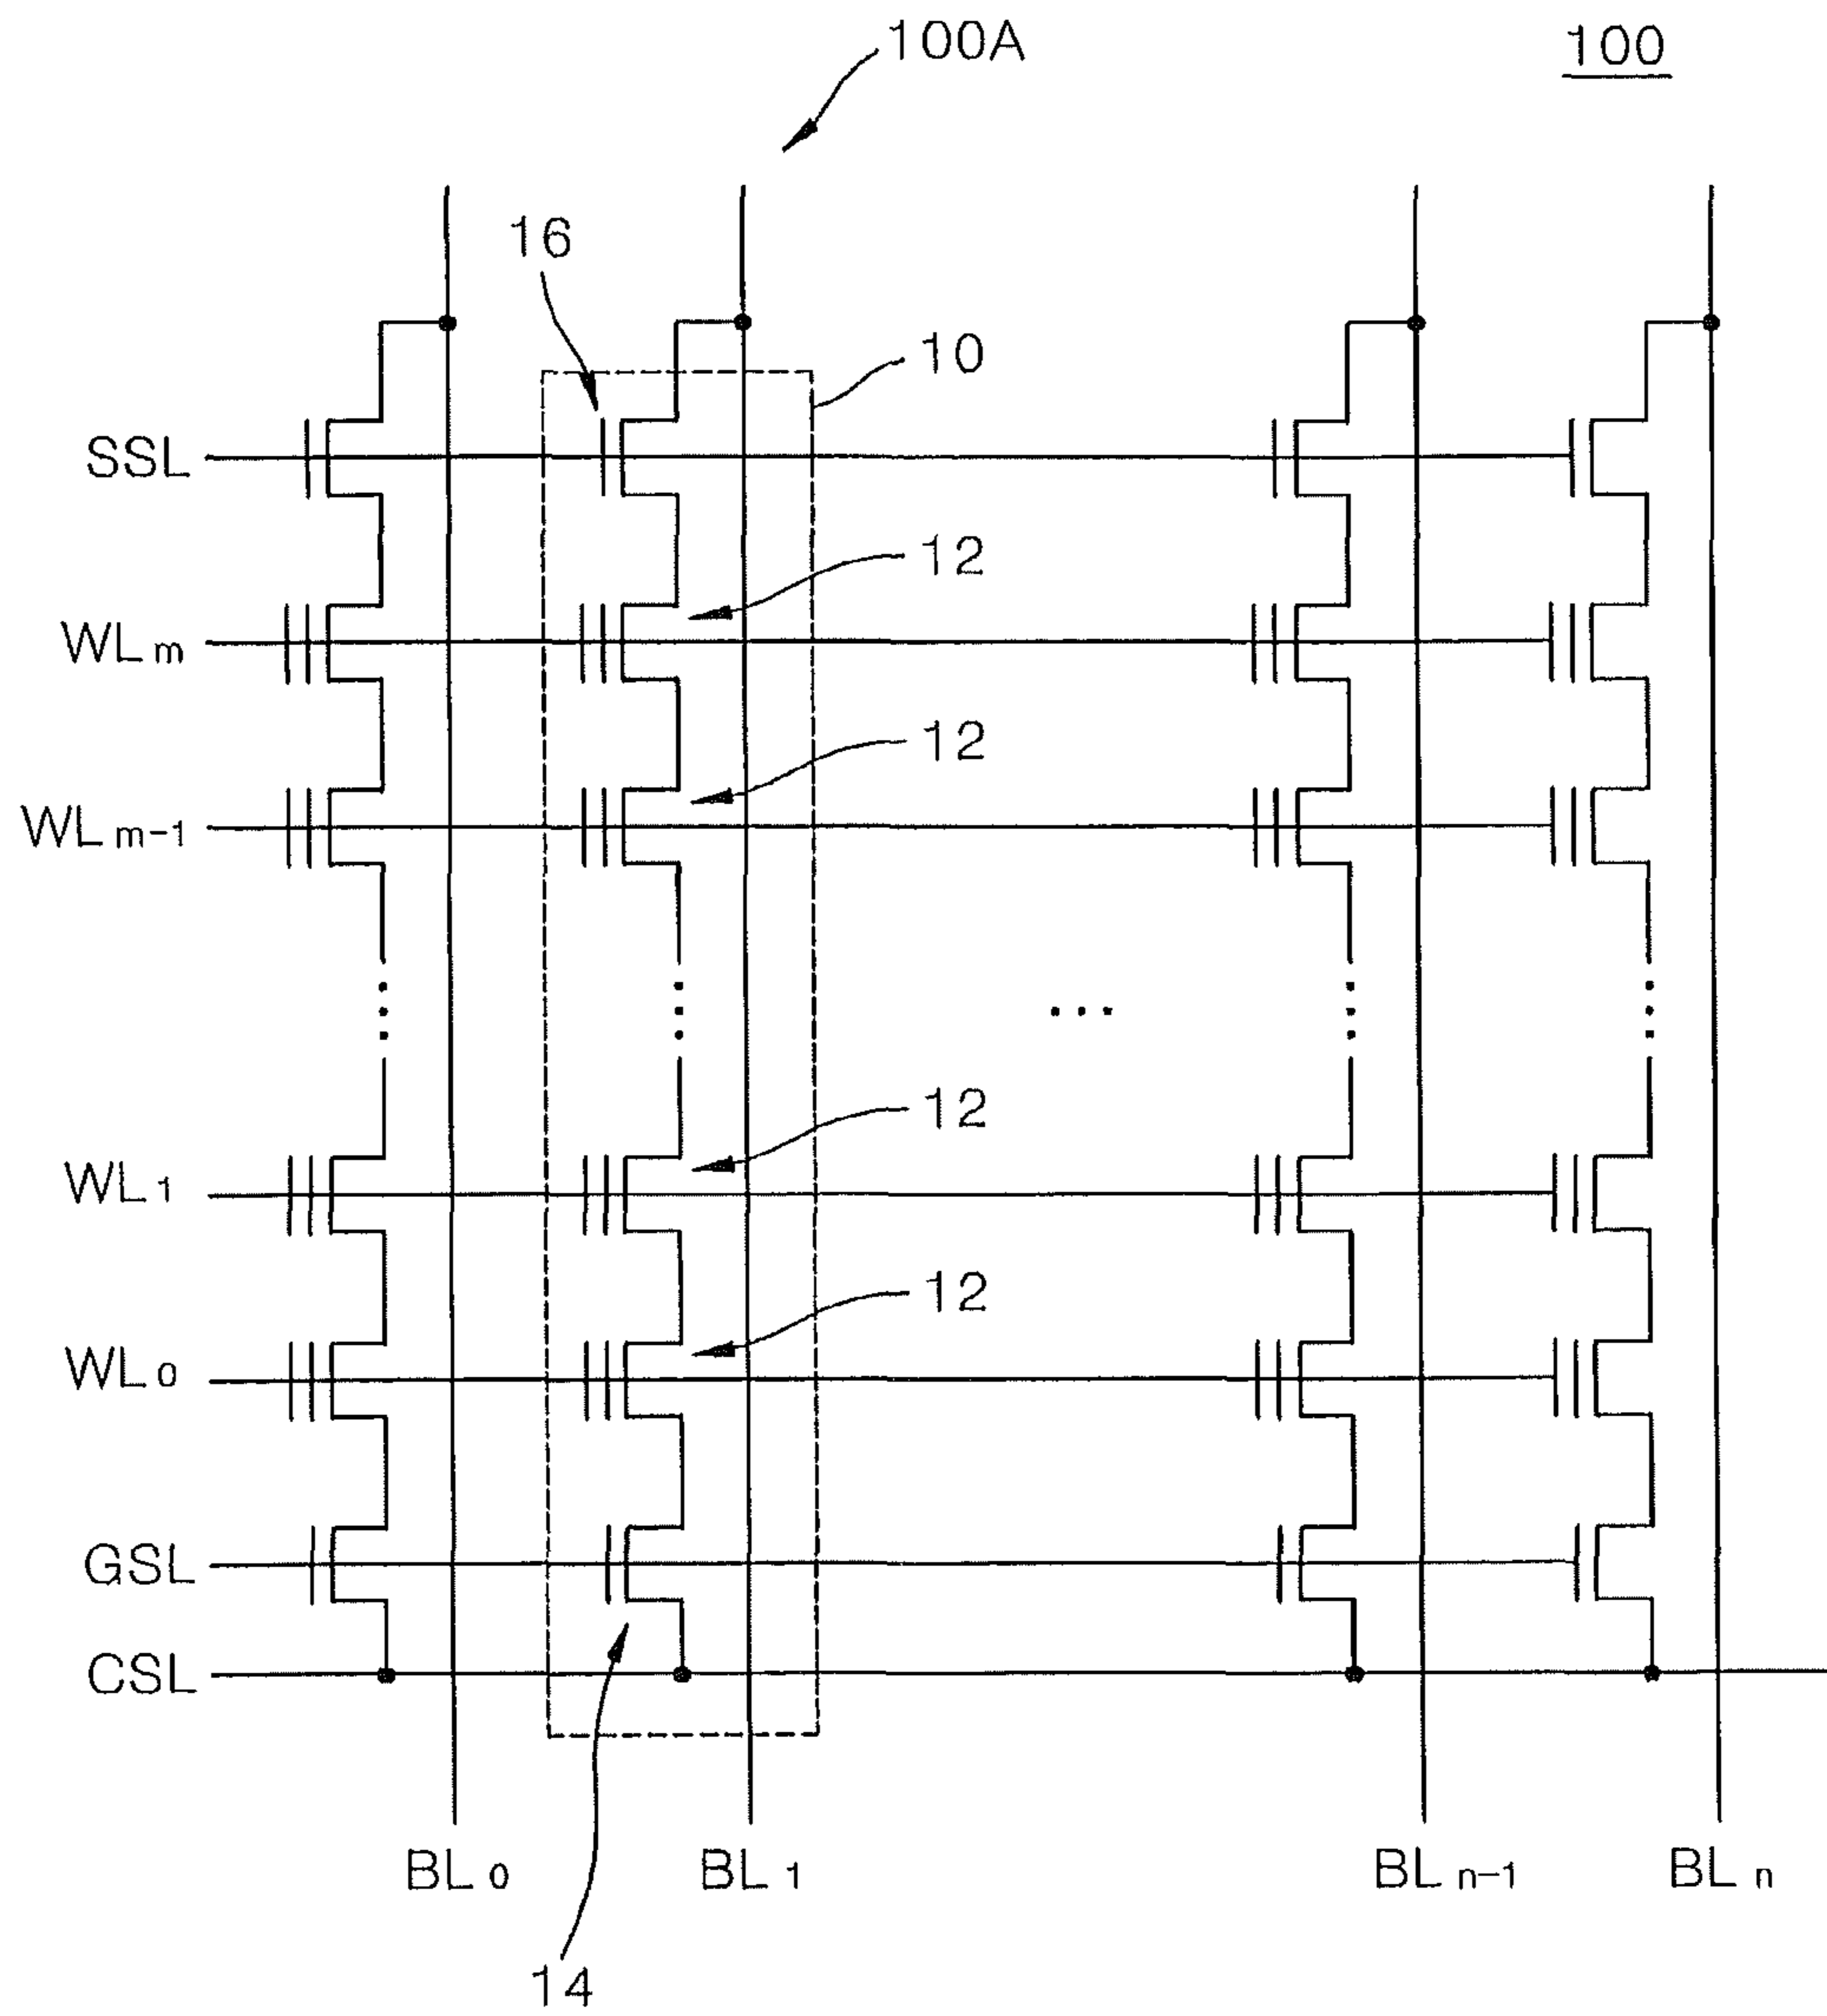 100A
100
16
10
SSL
12
WLm
12
WLm-1
...
12
WL1
12
WL0
GSL
CSL
BL0 BL1 BLn-1 BLn
14